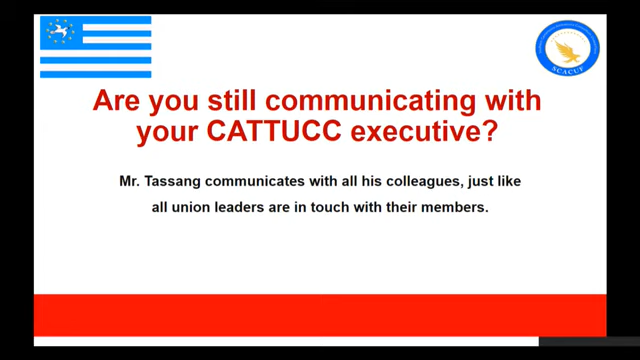 SCACUF
Are you still communicating with
your CATTUCC executive?
Mr. Tassang communicates with all his colleagues, just like
all union leaders are in touch with their members.